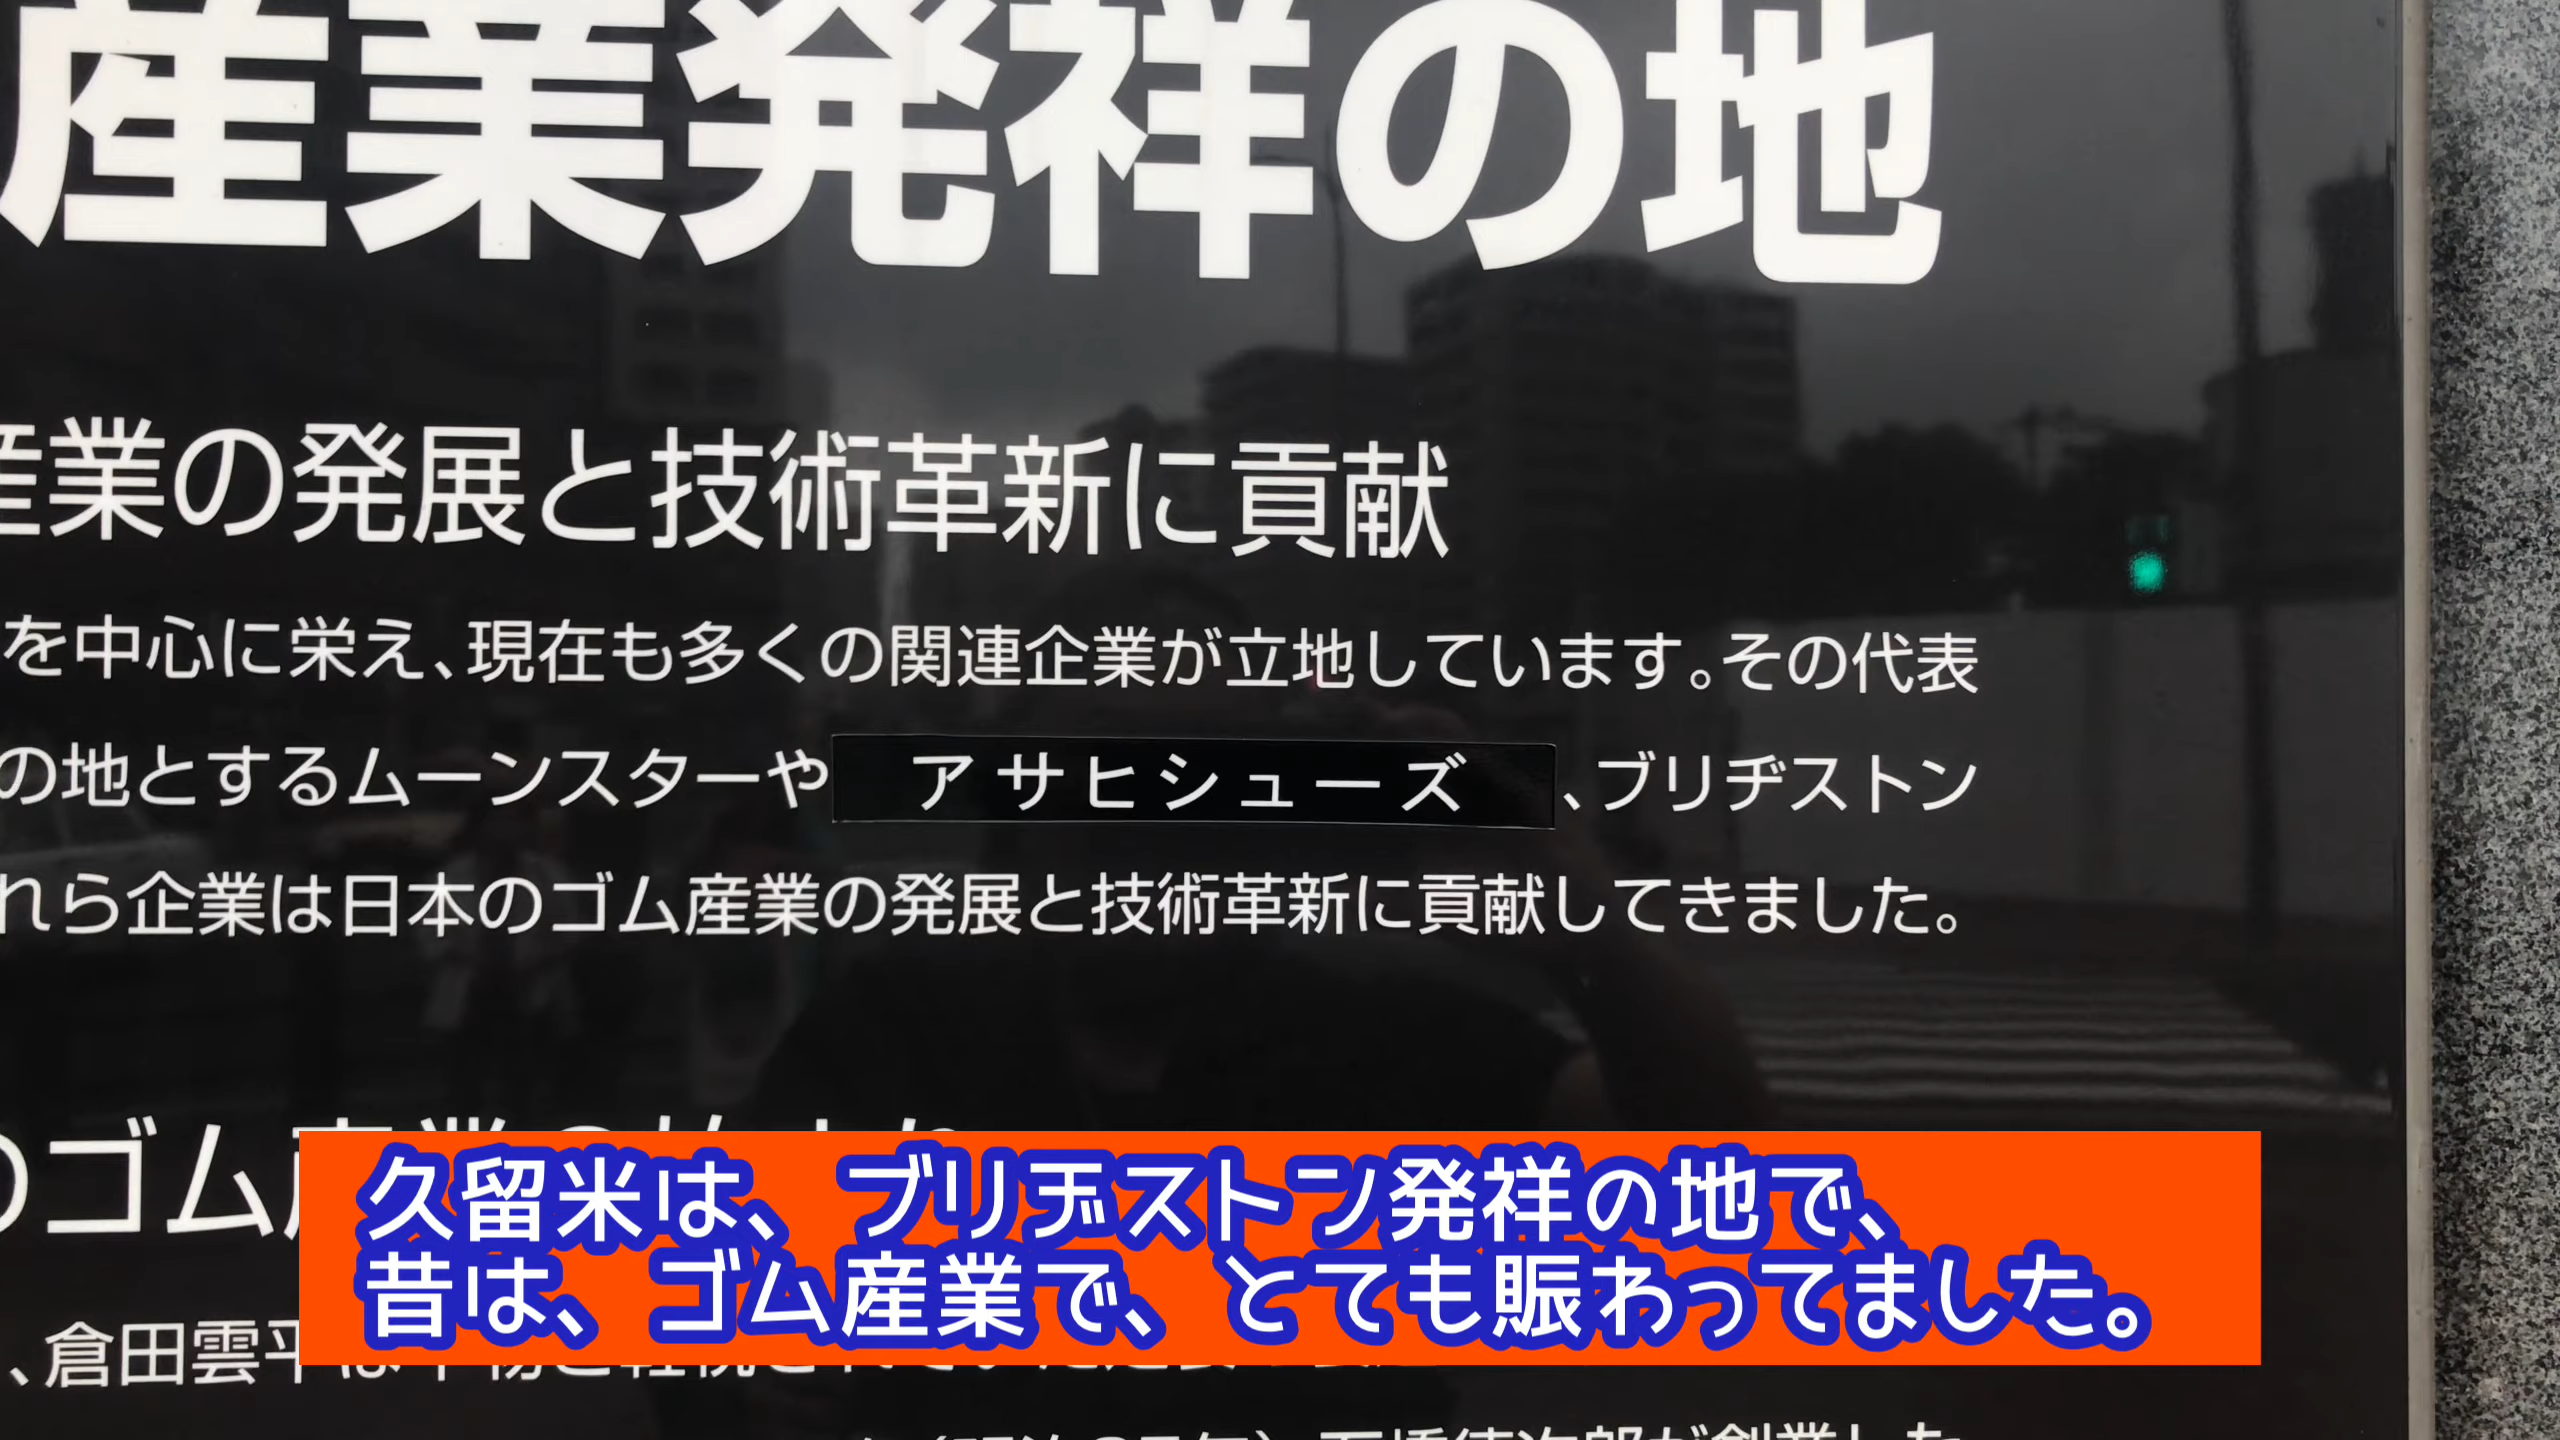 産業発祥の地
産業の発展と技術革新に貢献
を中心に栄え、現在も多くの関連企業が立地しています。その代表
の地とするムーンスターや アサヒシューズ 、ブリヂストン
れら企業は日本のゴム産業の発展と技術革新に貢献してきました。
のゴム
久留米は、ブリヂストン発祥の地で、
昔は、ゴム産業で、とても賑わってました。
、倉田雲平は